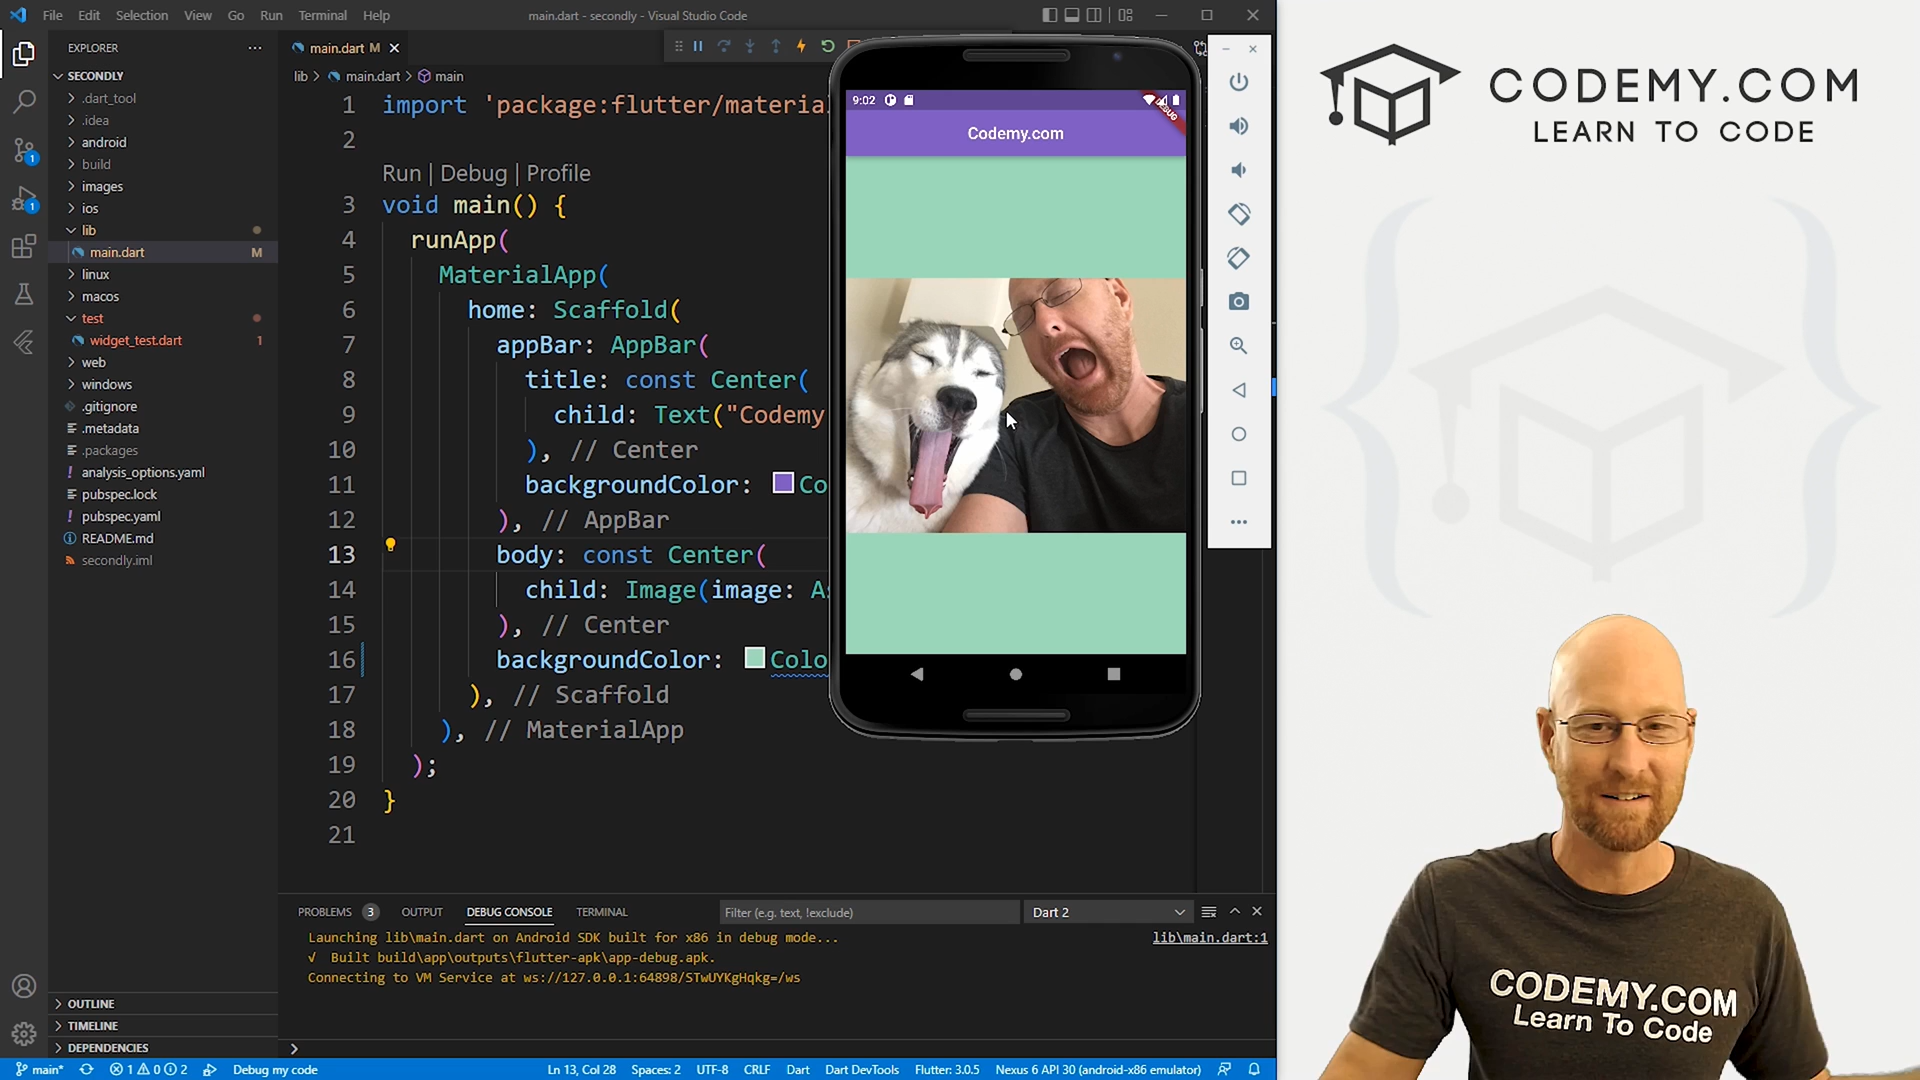 File Edit Selection View Go Run Terminal Help
main.dart - secondly - Visual Studio Code
EXPLORER
SECONDLY
.dart_tool
.idea
android
build
images
ios
lib
main.dart M
linux
macos
test
widget_test.dart 1
web
windows
.gitignore
.metadata
.packages
analysis_options.yaml
pubspec.lock
pubspec.yaml
README.md
secondly.iml
OUTLINE
TIMELINE
DEPENDENCIES
1
1
main.dart M
lib > main.dart > main
1 import 'package:flutter/materia
2
Run | Debug | Profile
3 void main() {
4 runApp(
5 MaterialApp(
6 home: Scaffold(
7 appBar: AppBar(
8 title: const Center(
9 child: Text("Codemy
10 ), // Center
11 backgroundColor: Co
12 ), // AppBar
13 body: const Center(
14 child: Image(image: As
15 ), // Center
16 backgroundColor: Colo
17 ), // Scaffold
18 ), // MaterialApp
19 );
20 }
21
9:02
DEBUG
Codemy.com
PROBLEMS 3 OUTPUT DEBUG CONSOLE TERMINAL Filter (e.g. text, !exclude) Dart 2
Launching lib\main.dart on Android SDK built for x86 in debug mode... lib\main.dart:1
√ Built build\app\outputs\flutter-apk\app-debug.apk.
Connecting to VM Service at ws://127.0.0.1:64898/STwUYKgHqkg=/ws
main* 1 0 2 Debug my code Ln 13, Col 28 Spaces: 2 UTF-8 CRLF Dart Dart DevTools Flutter: 3.0.5 Nexus 6 API 30 (android-x86 emulator)
CODEMY.COM
LEARN TO CODE
CODEMY.COM
Learn To Code